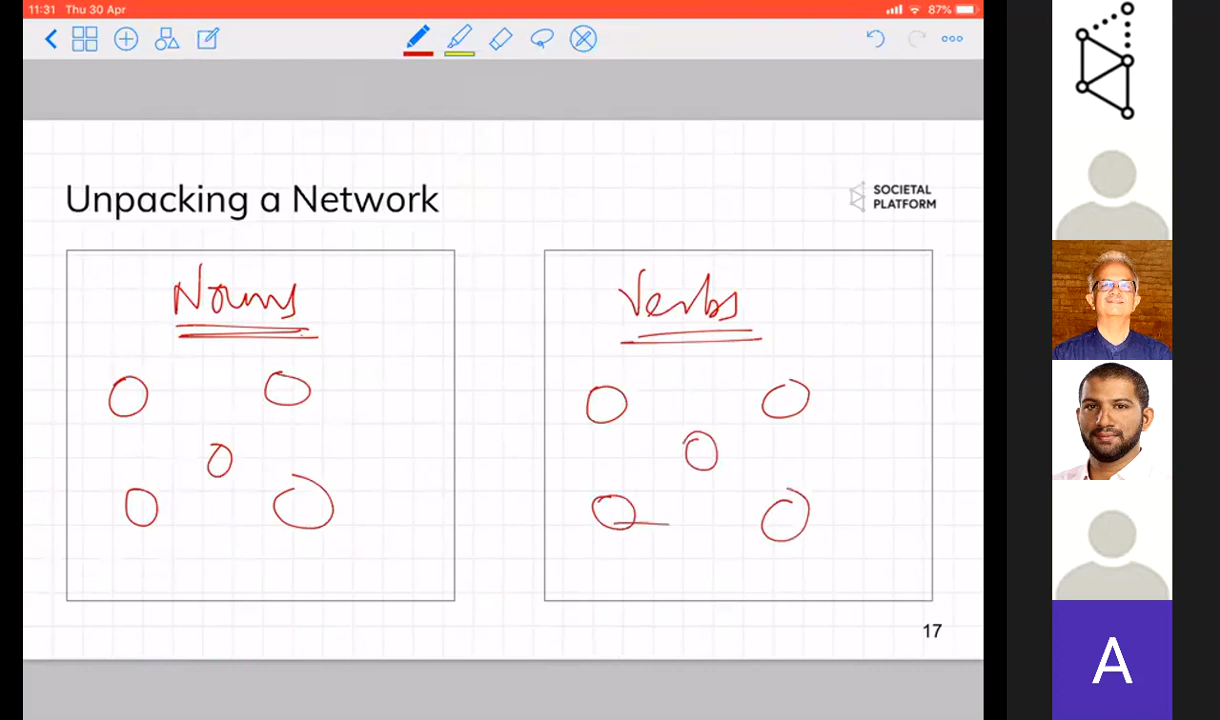 11:31 Thu 30 Apr
87%
Unpacking a Network
SOCIETAL
PLATFORM
Nouns
Verbs
17
A